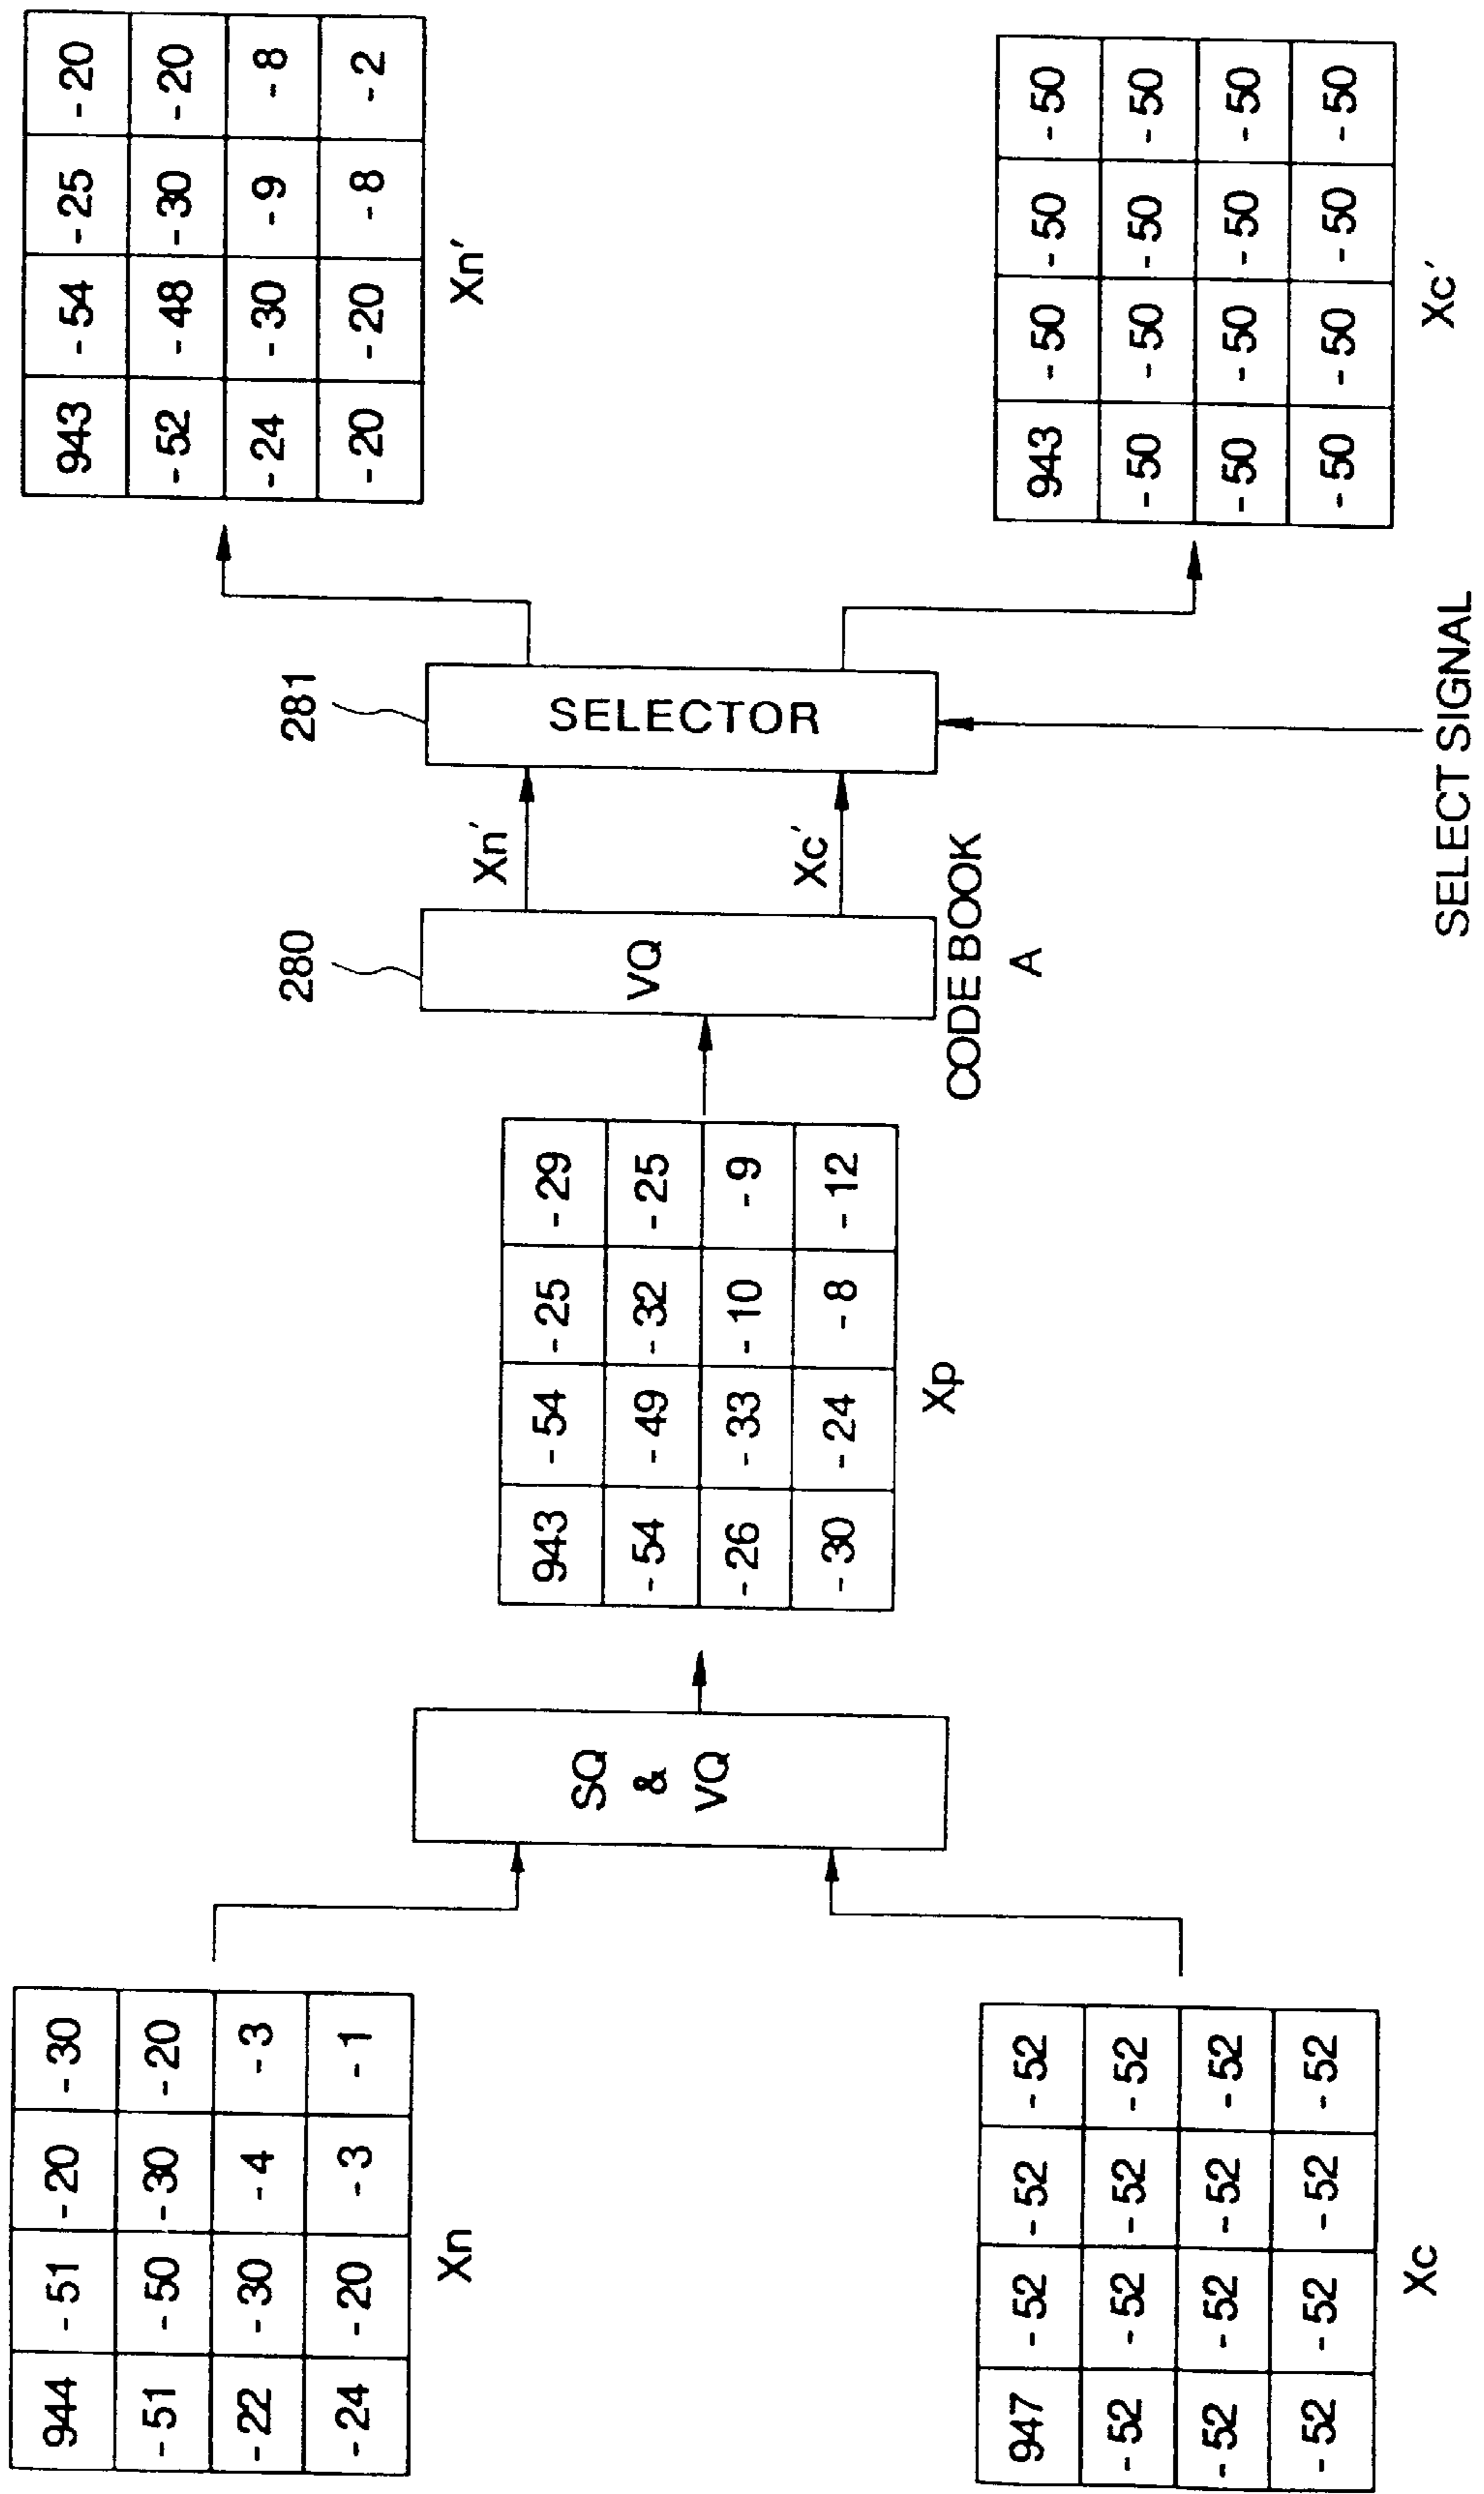 944 -51 -20 -30
-51 -50 -30 -20
-22 -30 -4 -3
-24 -20 -3 -1
Xn
947 -52 -52 -52
-52 -52 -52 -52
-52 -52 -52 -52
-52 -52 -52 -52
Xc
SQ
&
VQ
943 -54 -25 -29
-54 -49 -32 -25
-26 -33 -10 -9
-30 -24 -8 -12
Xp
280
VQ
CODE BOOK
A
Xn′
Xc′
281
SELECTOR
SELECT SIGNAL
943 -54 -25 -20
-52 -48 -30 -20
-24 -30 -9 -8
-20 -20 -8 -2
Xn′
943 -50 -50 -50
-50 -50 -50 -50
-50 -50 -50 -50
-50 -50 -50 -50
Xc′